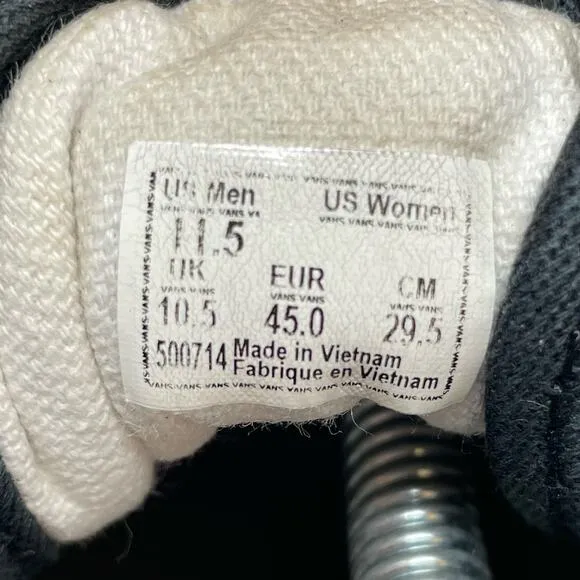 US Men US Women
11.5
UK EUR CM
10.5 45.0 29.5
500714 Made in Vietnam
Fabrique en Vietnam